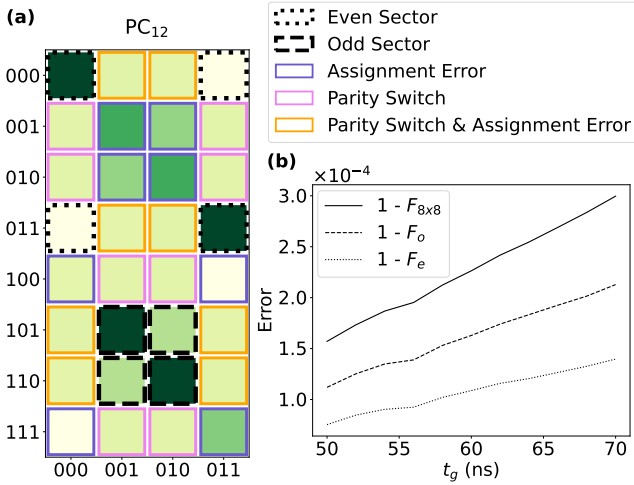 (a)
PC₁₂
000
001
010
011
100
101
110
111
000 001 010 011
Even Sector
Odd Sector
Assignment Error
Parity Switch
Parity Switch & Assignment Error
(b)
×10⁻⁴
3.0
2.5
2.0
1.5
1.0
Error
1 - F₈ₓ₈
1 - Fₒ
1 - Fₑ
50 55 60 65 70
t_g (ns)